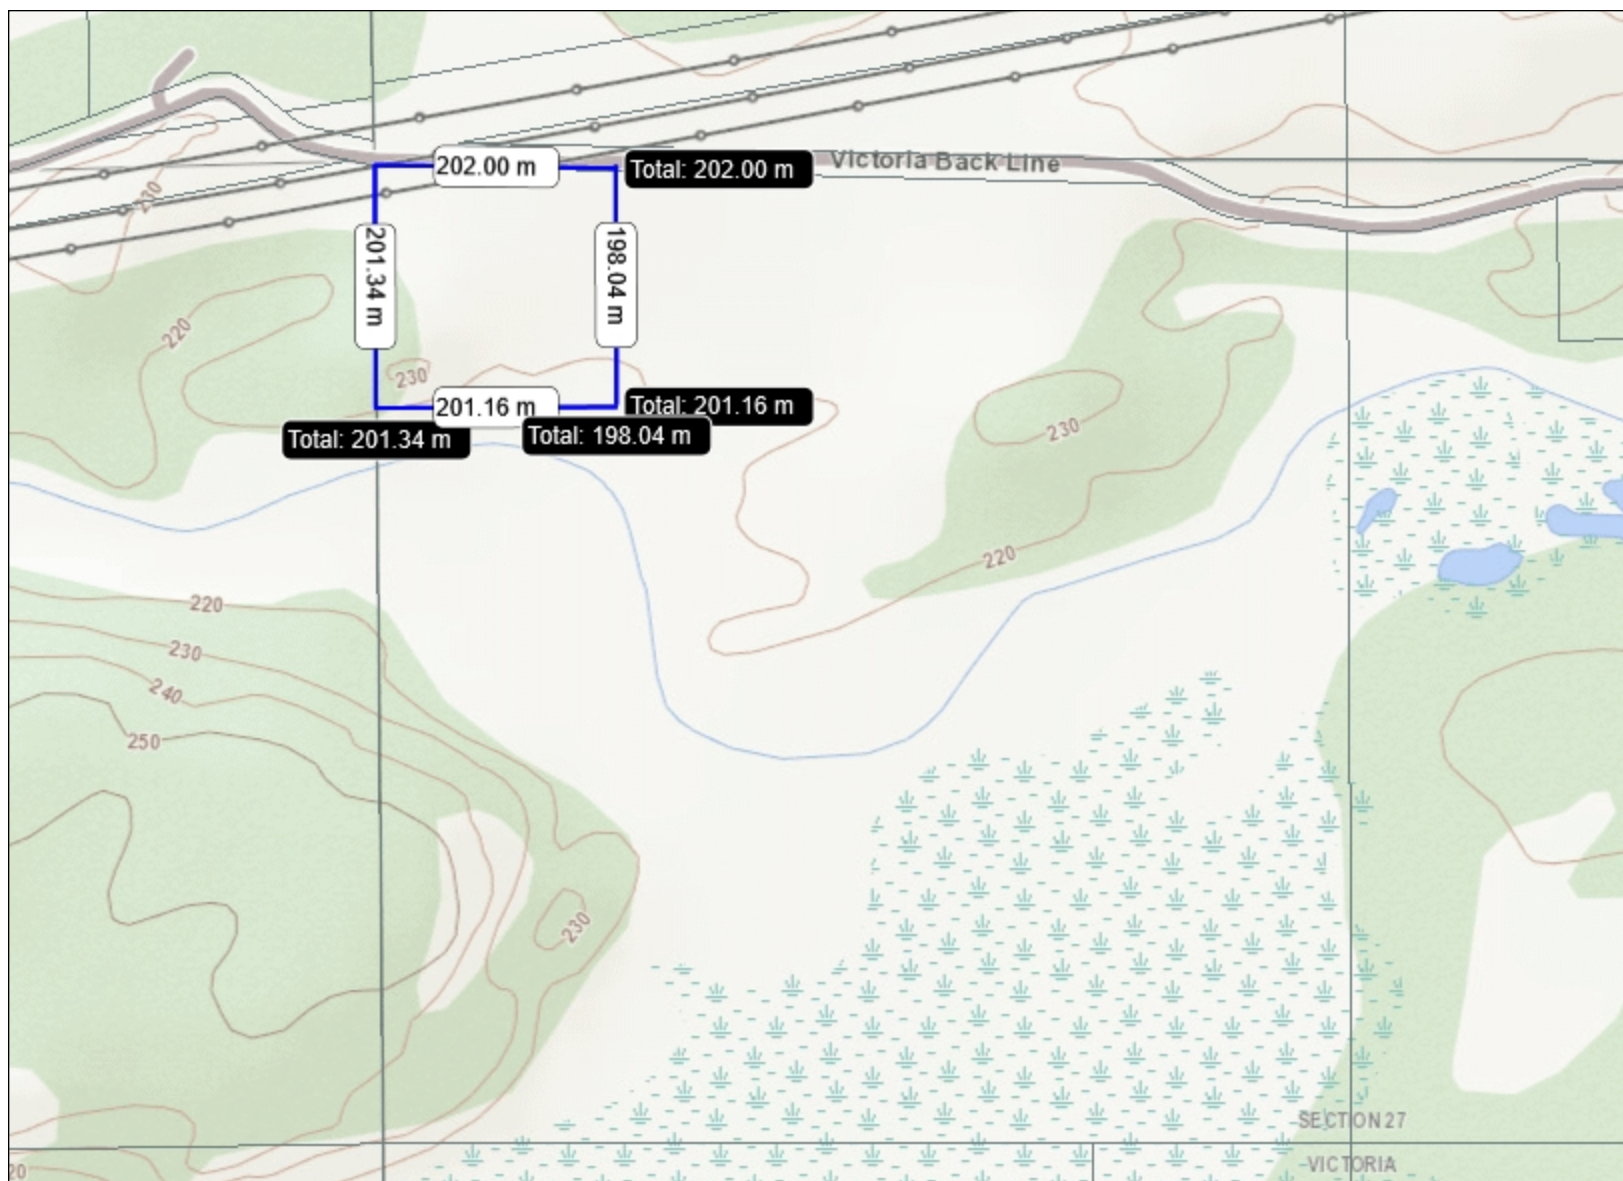 202.00 m
Total: 202.00 m
Victoria Back Line
230
201.34 m
198.04 m
220
230
201.16 m
Total: 201.16 m
Total: 201.34 m
Total: 198.04 m
230
220
220
230
240
250
230
SECTION 27
VICTORIA
20